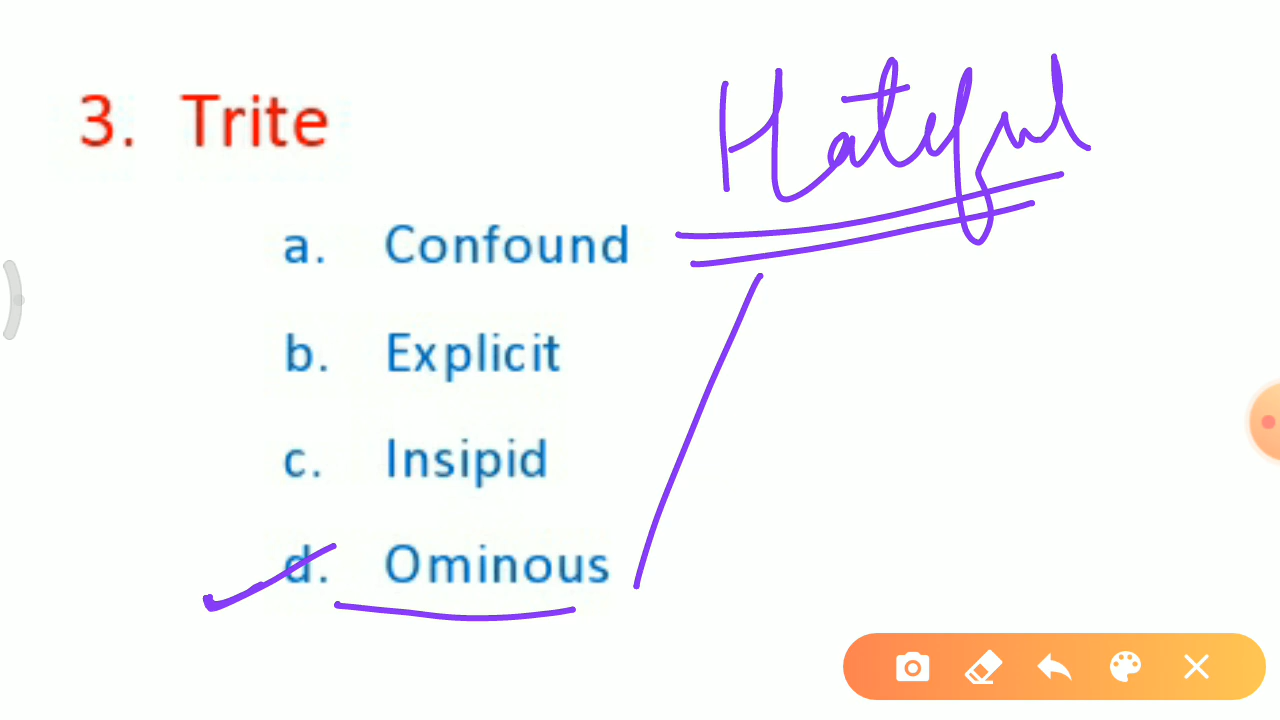 3. Trite
Hateful
a. Confound
b. Explicit
c. Insipid
d. Ominous